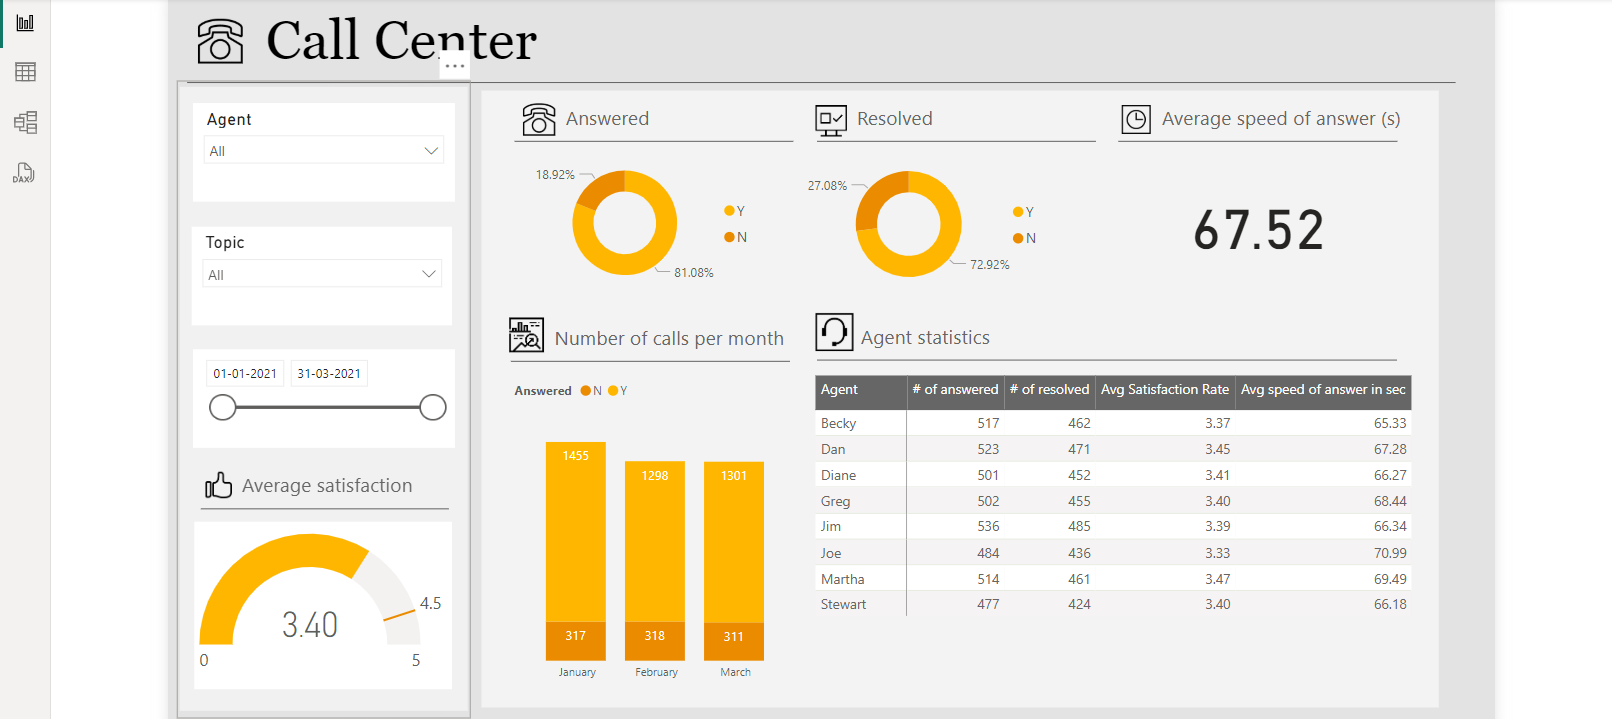 Call Center
...
DAX
Agent
All
Topic
All
01-01-2021 31-03-2021
Average satisfaction
3.40
4.5
0 5
Answered
18.92%
81.08%
Y
N
Resolved
27.08%
72.92%
Y
N
Average speed of answer (s)
67.52
Number of calls per month
Answered N Y
1455 1298 1301
317 318 311
January February March
Agent statistics
Agent # of answered # of resolved Avg Satisfaction Rate Avg speed of answer in sec
Becky 517 462 3.37 65.33
Dan 523 471 3.45 67.28
Diane 501 452 3.41 66.27
Greg 502 455 3.40 68.44
Jim 536 485 3.39 66.34
Joe 484 436 3.33 70.99
Martha 514 461 3.47 69.49
Stewart 477 424 3.40 66.18